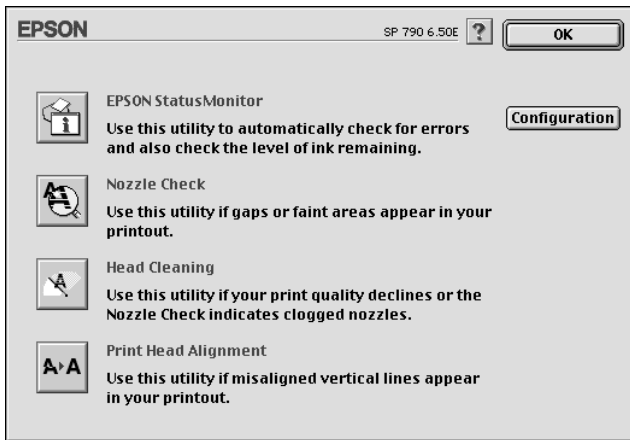 EPSON
SP 790 6.50E
?
OK
EPSON StatusMonitor
Use this utility to automatically check for errors
and also check the level of ink remaining.
Configuration
Nozzle Check
Use this utility if gaps or faint areas appear in your
printout.
Head Cleaning
Use this utility if your print quality declines or the
Nozzle Check indicates clogged nozzles.
A A
Print Head Alignment
Use this utility if misaligned vertical lines appear
in your printout.